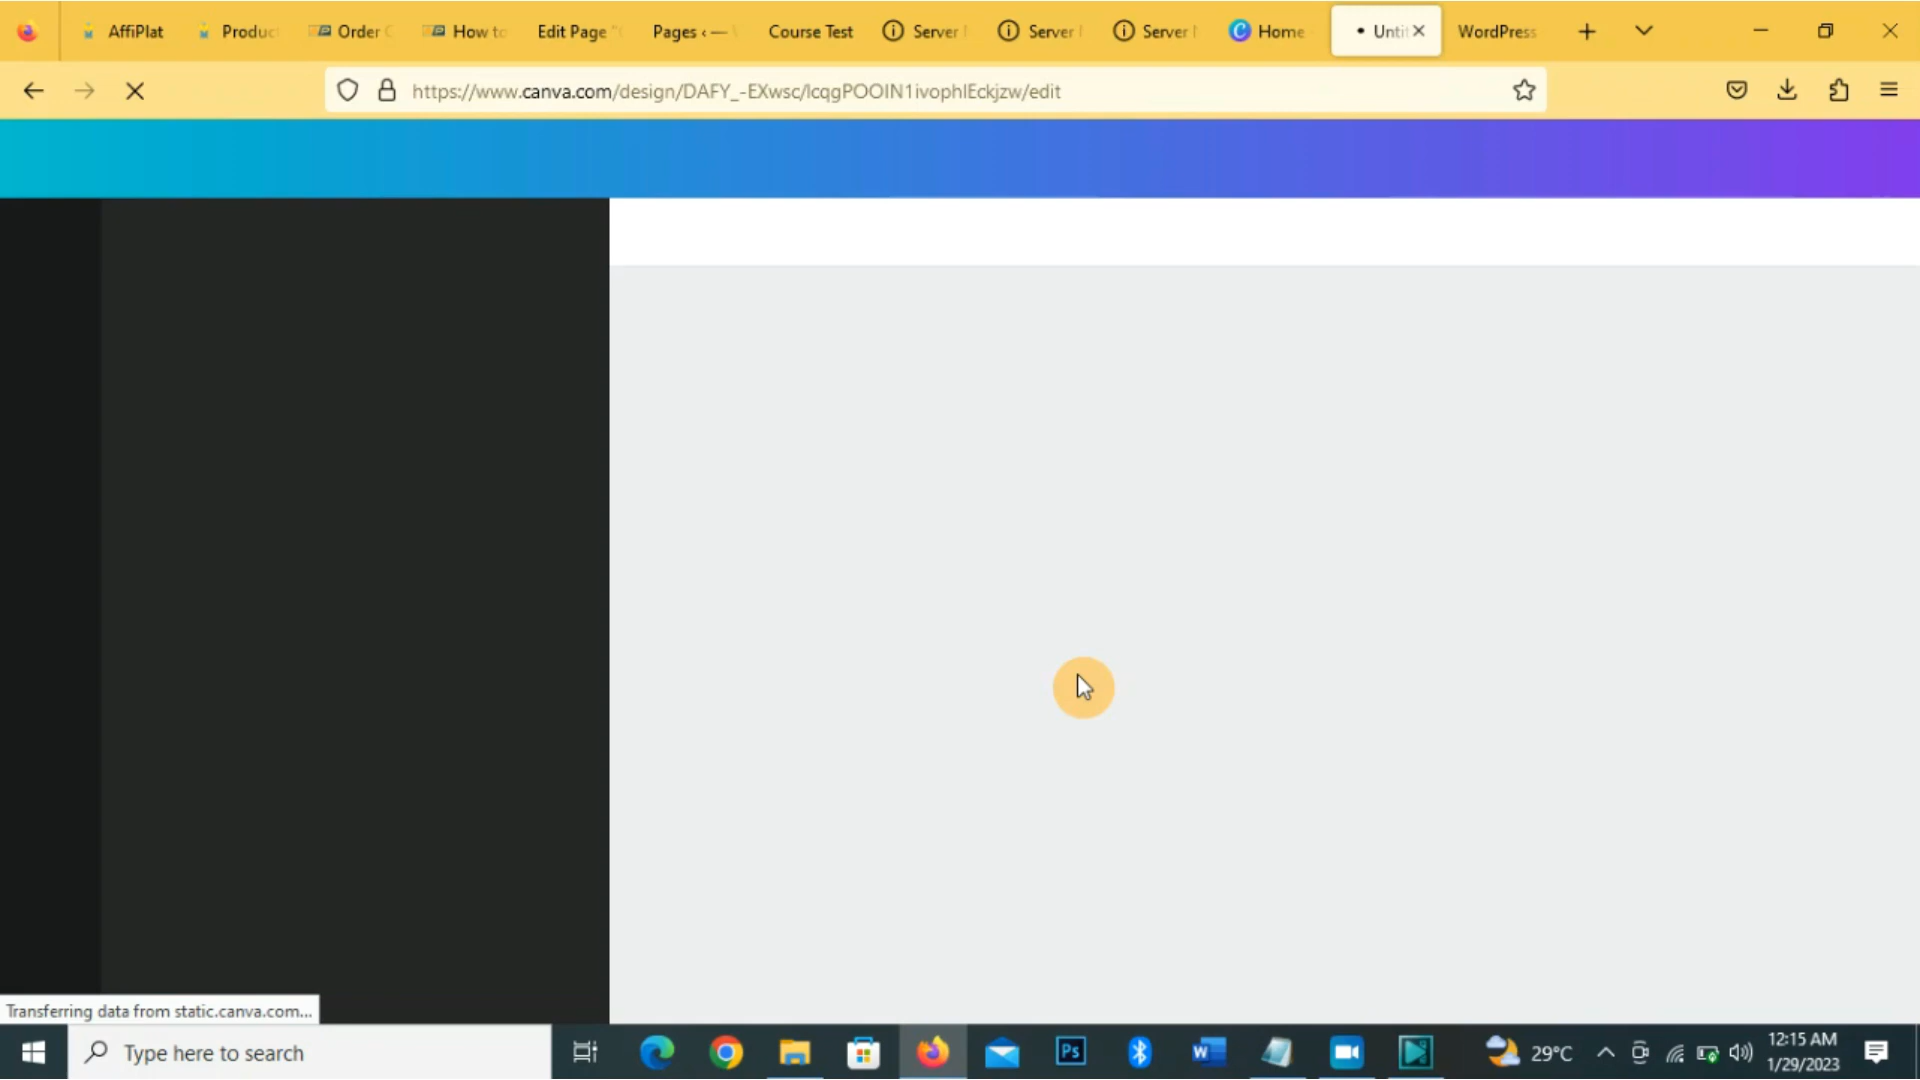 AffiPlat
Produc
Order
How to
Edit Page "
Pages ‹ —
Course Test
Server
Server
Server
Home
Unti
WordPress
https://www.canva.com/design/DAFY_-EXwsc/lcqgPOOIN1ivophIEckjzw/edit
Transferring data from static.canva.com...
Type here to search
Ps
W
29°C
12:15 AM
1/29/2023